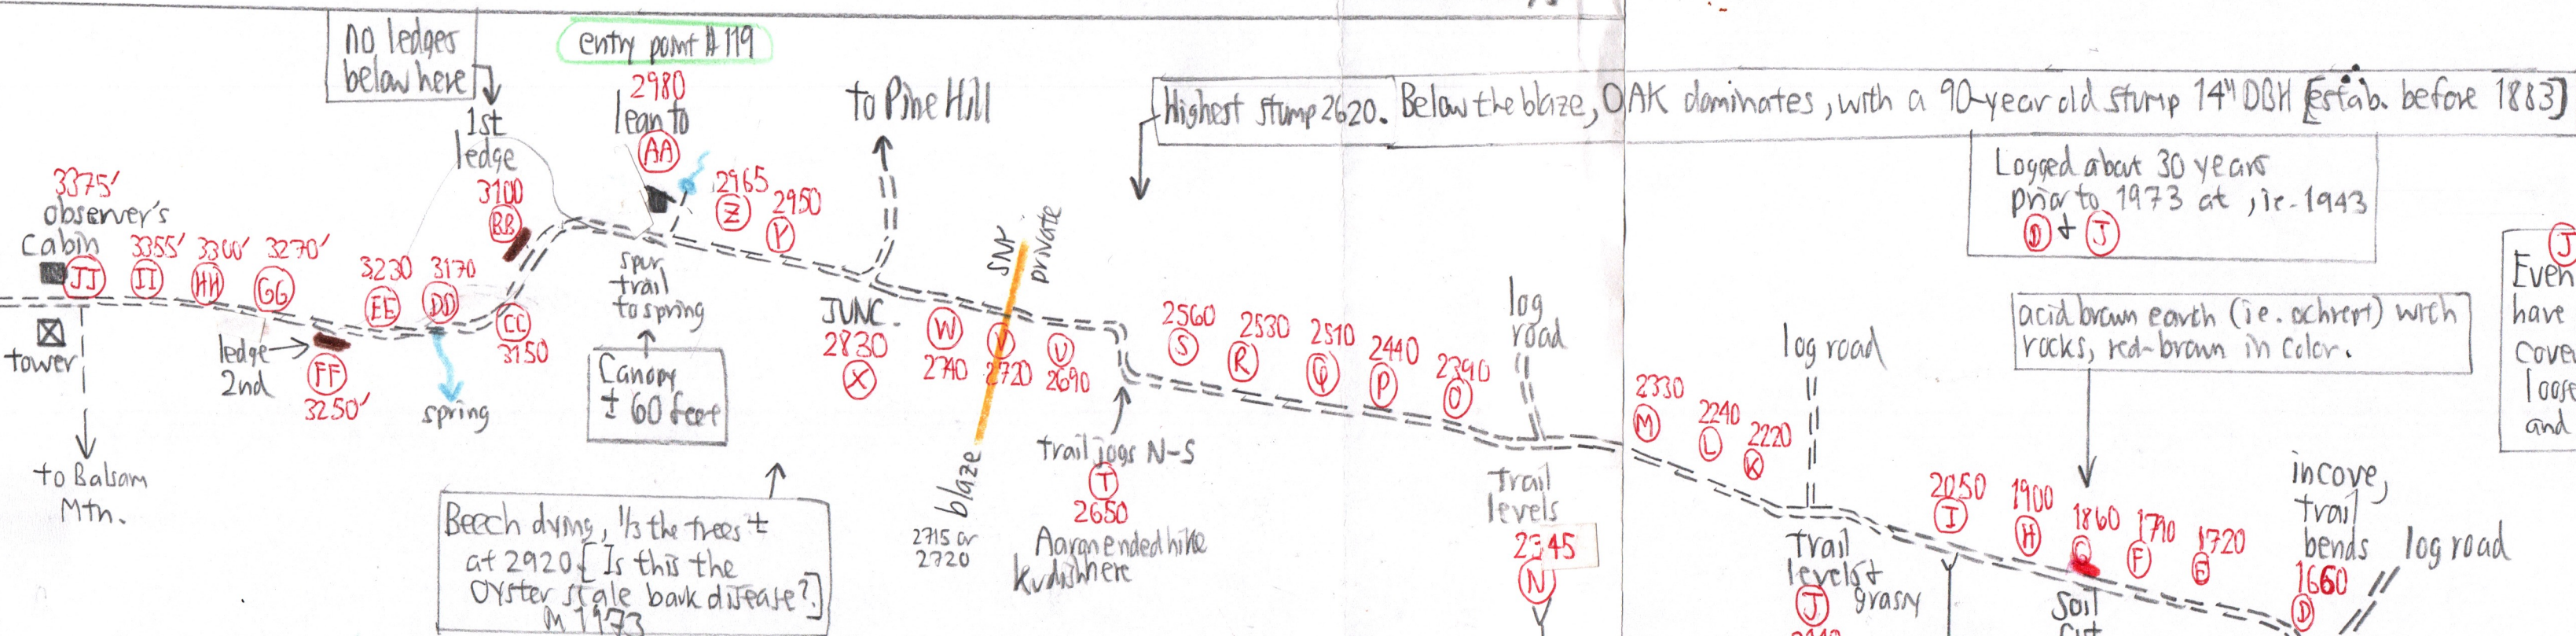 no ledges
below here
entry point # 119
2980
lean to
AA
1st
ledge
3100
BB
to Pine Hill
Highest stump 2620. Below the blaze, OAK dominates, with a 90-year old stump 14" DBH [estab. before 1883]
Logged about 30 years
prior to 1973 at , ie. 1943
D + J
3375'
observer's
cabin
JJ
3355'
II
3300'
HH
3270'
GG
3230
EE
3170
DD
CC
3150
tower
ledge
2nd
FF
3250'
spring
to Balsam
Mtn.
spur
trail
to spring
Canopy
± 60 feet
2965
Z
2950
Y
JUNC.
2830
X
W
2740
private
V
2720
U
2690
blaze
2715 or
2720
trail jogs N-S
T
2650
Aaron ended hike
here
Beech dying, 1/3 the trees ±
at 2920 [Is this the
Oyster scale bark disease?]
1973
2560
S
2530
R
2510
Q
2440
P
2390
O
log
road
Trail
levels
N
2330
M
2240
L
2220
K
log road
Trail
levels +
grassy
J
acid brown earth (ie. ochrept) with
rocks, red-brown in color.
2050
I
1900
H
1860
G
Soil
cut
1790
F
1720
E
in cove,
trail
bends
1660
D
log road
J
Even
have
cover
loose
and